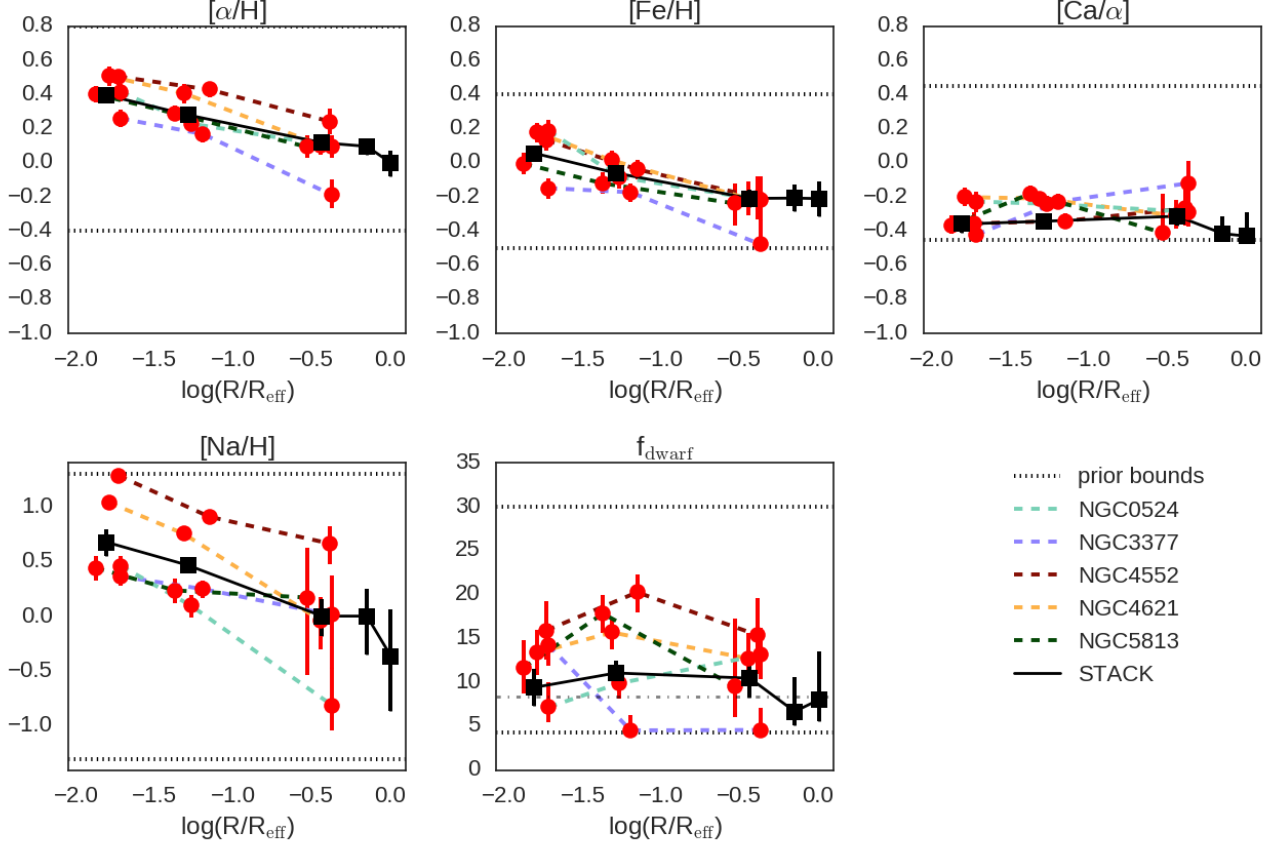 [α/H] [Fe/H] [Ca/α]
0.8 0.8 0.8
0.6 0.6 0.6
0.4 0.4 0.4
0.2 0.2 0.2
0.0 0.0 0.0
−0.2 −0.2 −0.2
−0.4 −0.4 −0.4
−0.6 −0.6 −0.6
−0.8 −0.8 −0.8
−1.0 −1.0 −1.0
−2.0 −1.5 −1.0 −0.5 0.0 −2.0 −1.5 −1.0 −0.5 0.0 −2.0 −1.5 −1.0 −0.5 0.0
log(R/R_eff) log(R/R_eff) log(R/R_eff)
[Na/H] f_dwarf
1.0
0.5
0.0
−0.5
−1.0
35
30
25
20
15
10
5
0
−2.0 −1.5 −1.0 −0.5 0.0 −2.0 −1.5 −1.0 −0.5 0.0
log(R/R_eff) log(R/R_eff)
prior bounds
NGC0524
NGC3377
NGC4552
NGC4621
NGC5813
STACK